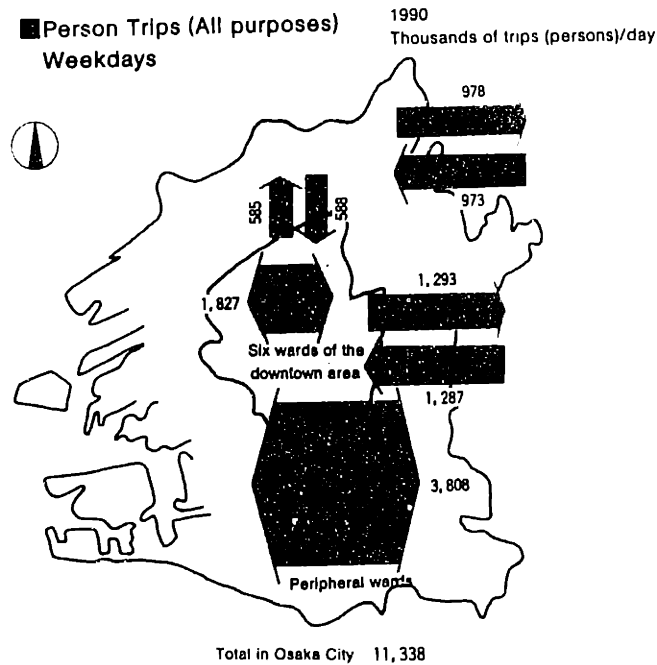 Person Trips (All purposes)
Weekdays
1990
Thousands of trips (persons)/day
978
973
585
588
1,827
1,293
Six wards of the
downtown area
1,287
3,808
Peripheral wards
Total in Osaka City 11,338